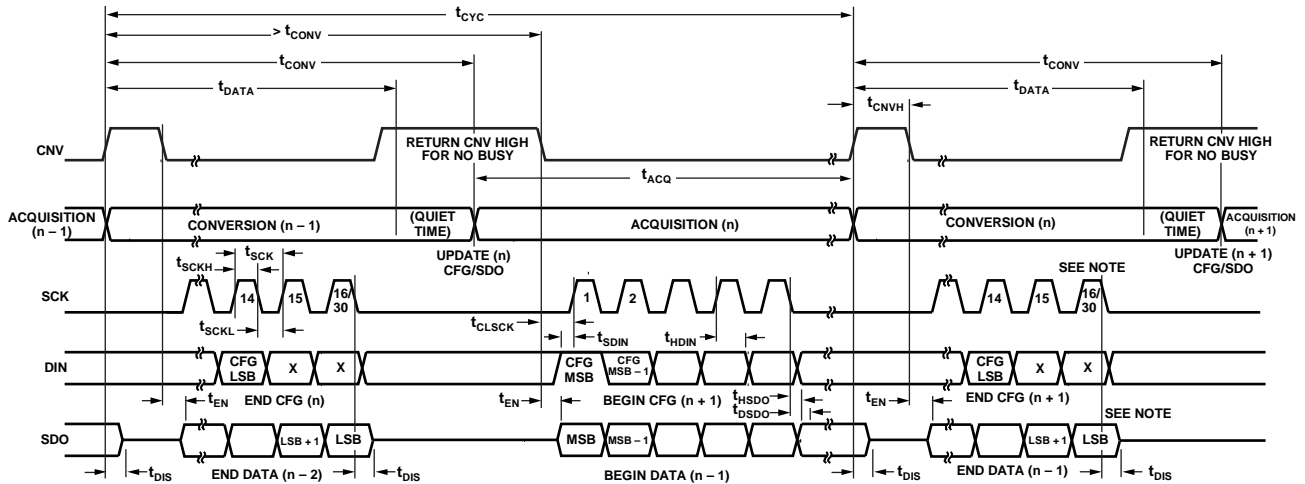 tCYC
> tCONV
tCONV
tCONV
tDATA
tDATA
tCNVH
CNV
RETURN CNV HIGH
FOR NO BUSY
RETURN CNV HIGH
FOR NO BUSY
tACQ
ACQUISITION
(n – 1)
CONVERSION (n – 1)
(QUIET
TIME)
ACQUISITION (n)
CONVERSION (n)
(QUIET
TIME)
ACQUISITION
(n + 1)
UPDATE (n)
CFG/SDO
UPDATE (n + 1)
CFG/SDO
tSCK
tSCKH
SEE NOTE
SCK
14
15
16/
30
1
2
14
15
16/
30
tSCKL
tCLSCK
tSDIN
tHDIN
DIN
CFG
LSB
X
X
CFG
MSB
CFG
MSB – 1
CFG
LSB
X
X
tEN
END CFG (n)
tEN
BEGIN CFG (n + 1)
tHSDO
tDSDO
tEN
END CFG (n + 1)
SEE NOTE
SDO
LSB + 1
LSB
MSB
MSB – 1
LSB + 1
LSB
tDIS
END DATA (n – 2)
tDIS
BEGIN DATA (n – 1)
tDIS
END DATA (n – 1)
tDIS